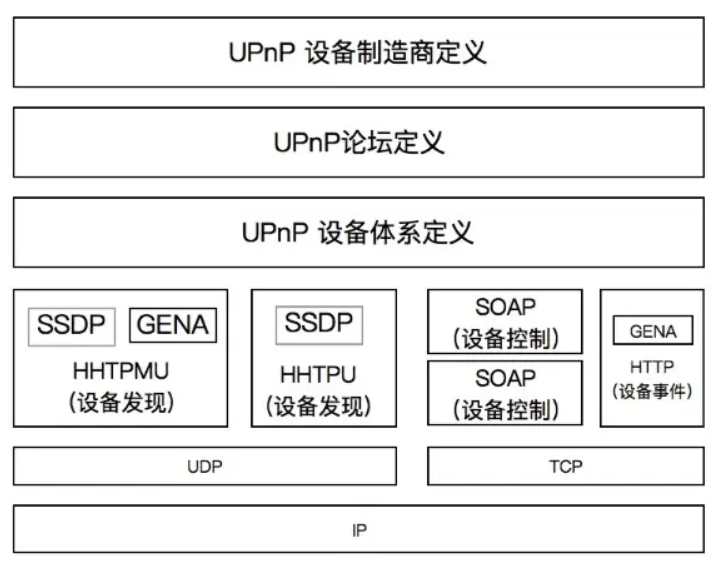 UPnP 设备制造商定义
UPnP论坛定义
UPnP 设备体系定义
SSDP GENA
HHTPMU
(设备发现)
SSDP
HHTPU
(设备发现)
SOAP
(设备控制)
SOAP
(设备控制)
GENA
HTTP
(设备事件)
UDP
TCP
IP